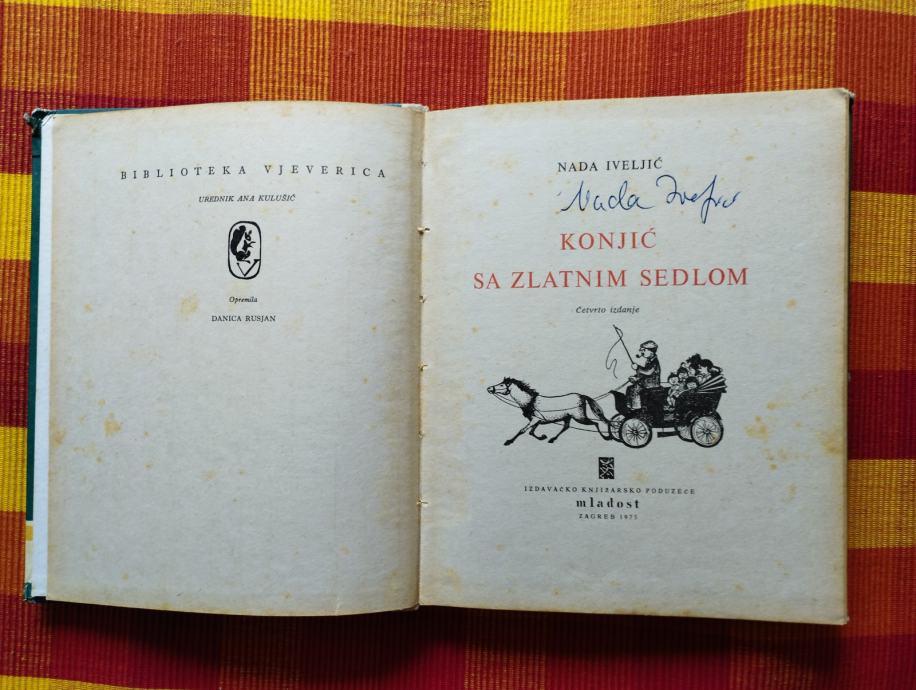 BIBLIOTEKA VJEVERICA
UREDNIK ANA KULUŠIĆ
Opremila
DANICA RUSJAN
NADA IVELJIĆ
Nada Iveljić
KONJIĆ
SA ZLATNIM SEDLOM
Četvrto izdanje
IZDAVAČKO KNJIŽARSKO PODUZEĆE
mladost
ZAGREB 1975